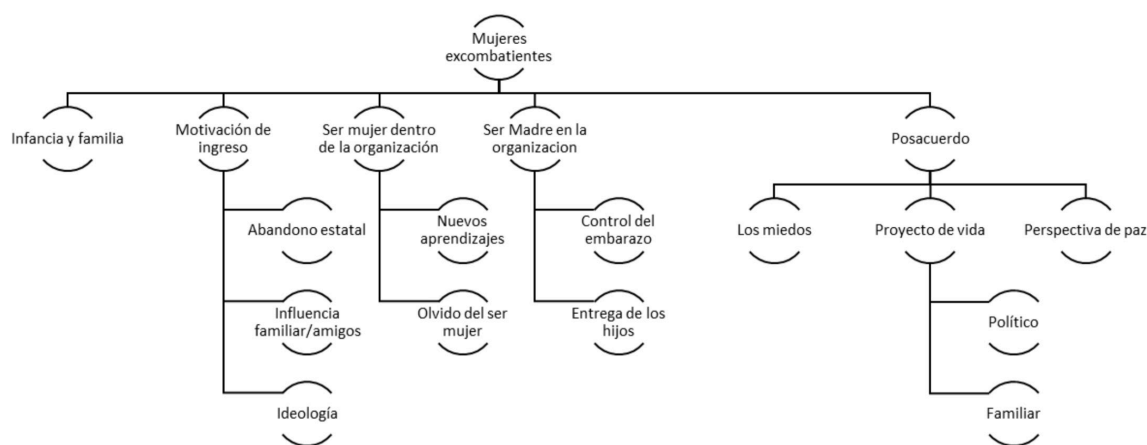 Mujeres
excombatientes
Infancia y familia
Motivación de
ingreso
Ser mujer dentro
de la organización
Ser Madre en la
organizacion
Posacuerdo
Abandono estatal
Nuevos
aprendizajes
Control del
embarazo
Los miedos
Proyecto de vida
Perspectiva de paz
Influencia
familiar/amigos
Olvido del ser
mujer
Entrega de los
hijos
Político
Ideología
Familiar